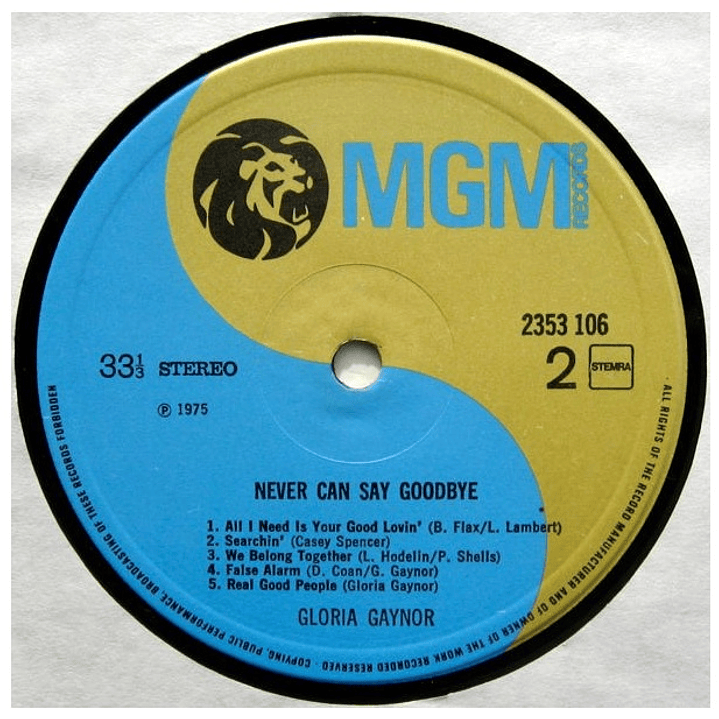 MGM RECORDS
2353 106
33⅓ STEREO
2 STEMRA
℗ 1975
NEVER CAN SAY GOODBYE
1. All I Need Is Your Good Lovin' (B. Flax/L. Lambert)
2. Searchin' (Casey Spencer)
3. We Belong Together (L. Hodelin/P. Shells)
4. False Alarm (D. Coan/G. Gaynor)
5. Real Good People (Gloria Gaynor)
GLORIA GAYNOR
· ALL RIGHTS OF THE RECORD MANUFACTURER AND OF OWNER OF THE WORK RECORDED RESERVED · COPYING, PUBLIC PERFORMANCE, BROADCASTING OF THESE RECORDS FORBIDDEN